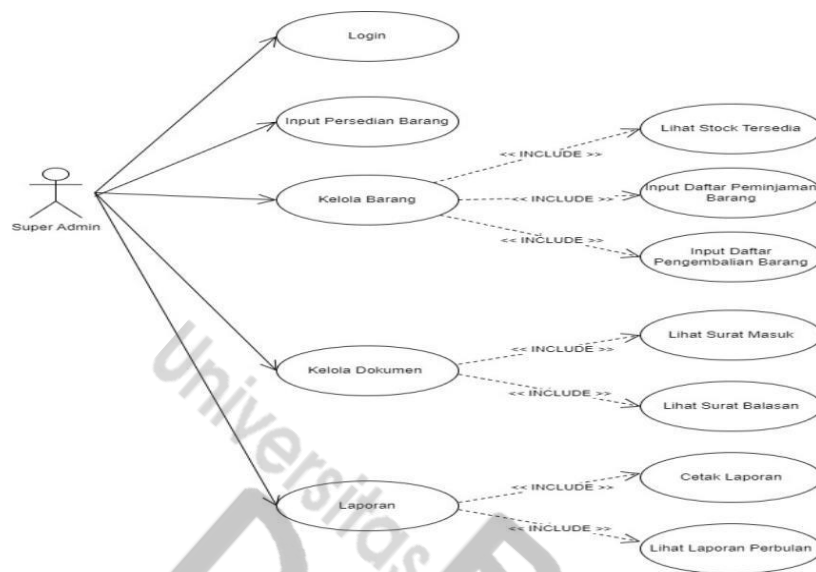 Login
Input Persedian Barang
Lihat Stock Tersedia
<< INCLUDE >>
Super Admin
Kelola Barang
<< INCLUDE >>
Input Daftar Peminjaman
Barang
<< INCLUDE >>
Input Daftar
Pengembalian Barang
Kelola Dokumen
<< INCLUDE >>
Lihat Surat Masuk
<< INCLUDE >>
Lihat Surat Balasan
Laporan
<< INCLUDE >>
Cetak Laporan
<< INCLUDE >>
Lihat Laporan Perbulan
Universitas